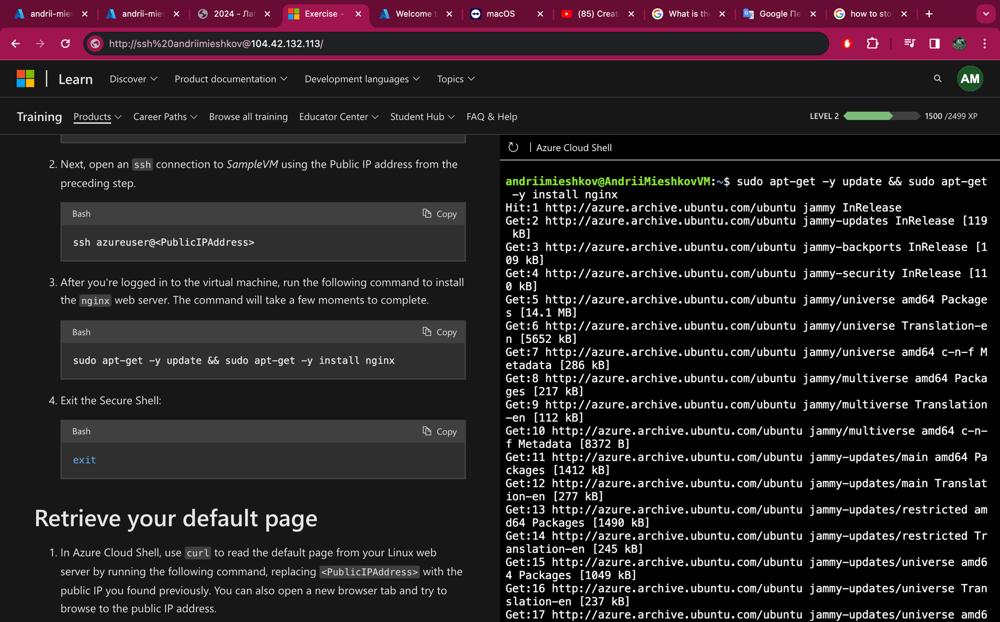 andrii-mies
andrii-mies
2024 - Лаб
Exercise -
Welcome t
macOS
(85) Creati
What is the
Google Пе
how to sto
http://ssh%20andriimieshkov@104.42.132.113/
Learn
Discover
Product documentation
Development languages
Topics
AM
Training
Products
Career Paths
Browse all training
Educator Center
Student Hub
FAQ & Help
LEVEL 2
1500 /2499 XP
2. Next, open an ssh connection to SampleVM using the Public IP address from the
preceding step.
Bash
Copy
ssh azureuser@<PublicIPAddress>
3. After you're logged in to the virtual machine, run the following command to install
the nginx web server. The command will take a few moments to complete.
Bash
Copy
sudo apt-get -y update && sudo apt-get -y install nginx
4. Exit the Secure Shell:
Bash
Copy
exit
Retrieve your default page
1. In Azure Cloud Shell, use curl to read the default page from your Linux web
server by running the following command, replacing <PublicIPAddress> with the
public IP you found previously. You can also open a new browser tab and try to
browse to the public IP address.
| Azure Cloud Shell
andriimieshkov@AndriiMieshkovVM:~$ sudo apt-get -y update && sudo apt-get
-y install nginx
Hit:1 http://azure.archive.ubuntu.com/ubuntu jammy InRelease
Get:2 http://azure.archive.ubuntu.com/ubuntu jammy-updates InRelease [119
kB]
Get:3 http://azure.archive.ubuntu.com/ubuntu jammy-backports InRelease [1
09 kB]
Get:4 http://azure.archive.ubuntu.com/ubuntu jammy-security InRelease [11
0 kB]
Get:5 http://azure.archive.ubuntu.com/ubuntu jammy/universe amd64 Package
s [14.1 MB]
Get:6 http://azure.archive.ubuntu.com/ubuntu jammy/universe Translation-e
n [5652 kB]
Get:7 http://azure.archive.ubuntu.com/ubuntu jammy/universe amd64 c-n-f M
etadata [286 kB]
Get:8 http://azure.archive.ubuntu.com/ubuntu jammy/multiverse amd64 Packa
ges [217 kB]
Get:9 http://azure.archive.ubuntu.com/ubuntu jammy/multiverse Translation
-en [112 kB]
Get:10 http://azure.archive.ubuntu.com/ubuntu jammy/multiverse amd64 c-n-
f Metadata [8372 B]
Get:11 http://azure.archive.ubuntu.com/ubuntu jammy-updates/main amd64 Pa
ckages [1412 kB]
Get:12 http://azure.archive.ubuntu.com/ubuntu jammy-updates/main Translat
ion-en [277 kB]
Get:13 http://azure.archive.ubuntu.com/ubuntu jammy-updates/restricted am
d64 Packages [1490 kB]
Get:14 http://azure.archive.ubuntu.com/ubuntu jammy-updates/restricted Tr
anslation-en [245 kB]
Get:15 http://azure.archive.ubuntu.com/ubuntu jammy-updates/universe amd6
4 Packages [1049 kB]
Get:16 http://azure.archive.ubuntu.com/ubuntu jammy-updates/universe Tran
slation-en [237 kB]
Get:17 http://azure.archive.ubuntu.com/ubuntu jammy-updates/universe amd6